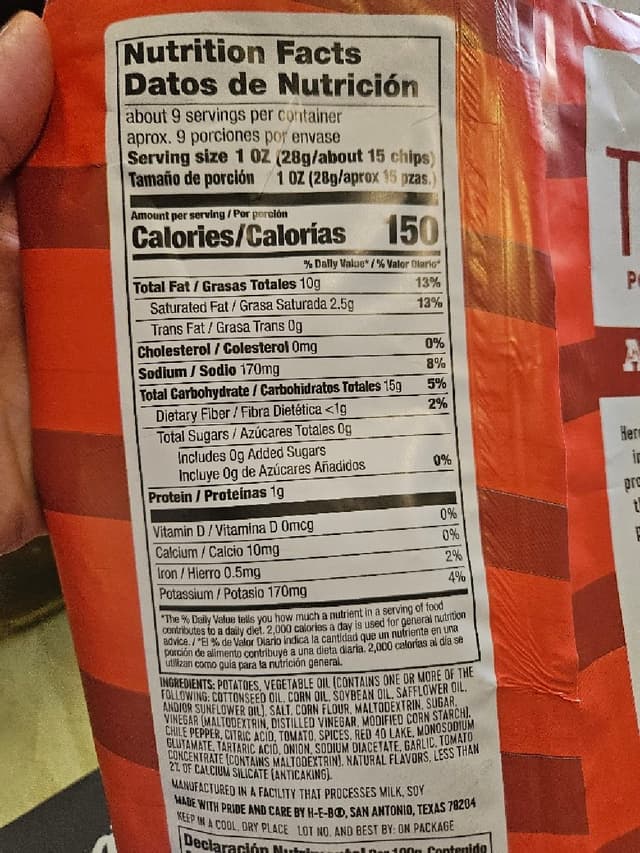 Nutrition Facts
Datos de Nutrición
about 9 servings per container
aprox. 9 porciones por envase
Serving size 1 OZ (28g/about 15 chips)
Tamaño de porción 1 OZ (28g/aprox 15 pzas.)
Amount per serving / Por porción
Calories/Calorías 150
% Daily Value* / % Valor Diario*
Total Fat / Grasas Totales 10g 13%
Saturated Fat / Grasa Saturada 2.5g 13%
Trans Fat / Grasa Trans 0g
Cholesterol / Colesterol 0mg 0%
Sodium / Sodio 170mg 8%
Total Carbohydrate / Carbohidratos Totales 15g 5%
Dietary Fiber / Fibra Dietética <1g 2%
Total Sugars / Azúcares Totales 0g
Includes 0g Added Sugars
Incluye 0g de Azúcares Añadidos 0%
Protein / Proteínas 1g
Vitamin D / Vitamina D 0mcg 0%
Calcium / Calcio 10mg 0%
Iron / Hierro 0.5mg 2%
Potassium / Potasio 170mg 4%
*The % Daily Value tells you how much a nutrient in a serving of food
contributes to a daily diet. 2,000 calories a day is used for general nutrition
advice. / *El % de Valor Diario indica la cantidad que un nutriente en una
porción de alimento contribuye a una dieta diaria. 2,000 calorías al día se
utilizan como guía para la nutrición general.
INGREDIENTS: POTATOES, VEGETABLE OIL (CONTAINS ONE OR MORE OF THE
FOLLOWING: COTTONSEED OIL, CORN OIL, SOYBEAN OIL, SAFFLOWER OIL,
AND/OR SUNFLOWER OIL), SALT, CORN FLOUR, MALTODEXTRIN, SUGAR,
VINEGAR (MALTODEXTRIN, DISTILLED VINEGAR, MODIFIED CORN STARCH),
CHILE PEPPER, CITRIC ACID, TOMATO, SPICES, RED 40 LAKE, MONOSODIUM
GLUTAMATE, TARTARIC ACID, ONION, SODIUM DIACETATE, GARLIC, TOMATO
CONCENTRATE (CONTAINS MALTODEXTRIN), NATURAL FLAVORS, LESS THAN
2% OF CALCIUM SILICATE (ANTICAKING).
MANUFACTURED IN A FACILITY THAT PROCESSES MILK, SOY
MADE WITH PRIDE AND CARE BY H-E-B®, SAN ANTONIO, TEXAS 78204
KEEP IN A COOL, DRY PLACE LOT NO. AND BEST BY: ON PACKAGE
Declaración Nutrimental Por 100g Contenido